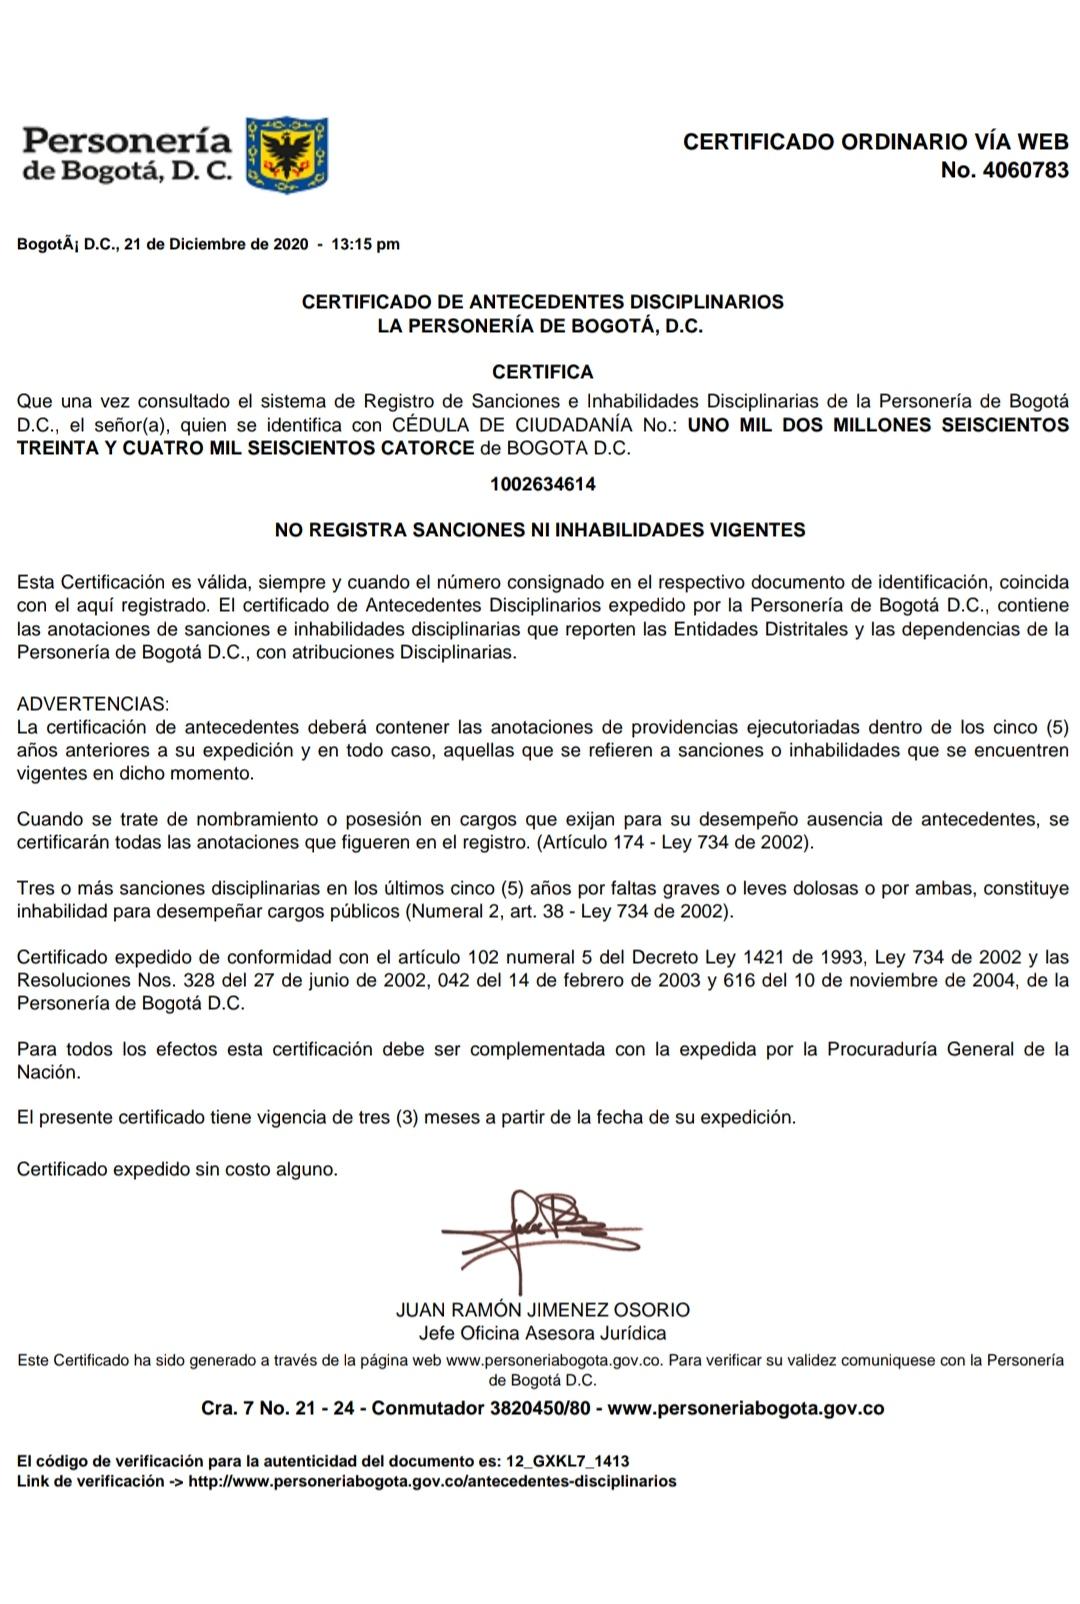 Personería
de Bogotá, D. C.
CERTIFICADO ORDINARIO VÍA WEB
No. 4060783
BogotÃ¡ D.C., 21 de Diciembre de 2020 - 13:15 pm
CERTIFICADO DE ANTECEDENTES DISCIPLINARIOS
LA PERSONERÍA DE BOGOTÁ, D.C.
CERTIFICA
Que una vez consultado el sistema de Registro de Sanciones e Inhabilidades Disciplinarias de la Personería de Bogotá
D.C., el señor(a), quien se identifica con CÉDULA DE CIUDADANÍA No.: UNO MIL DOS MILLONES SEISCIENTOS
TREINTA Y CUATRO MIL SEISCIENTOS CATORCE de BOGOTA D.C.
1002634614
NO REGISTRA SANCIONES NI INHABILIDADES VIGENTES
Esta Certificación es válida, siempre y cuando el número consignado en el respectivo documento de identificación, coincida
con el aquí registrado. El certificado de Antecedentes Disciplinarios expedido por la Personería de Bogotá D.C., contiene
las anotaciones de sanciones e inhabilidades disciplinarias que reporten las Entidades Distritales y las dependencias de la
Personería de Bogotá D.C., con atribuciones Disciplinarias.
ADVERTENCIAS:
La certificación de antecedentes deberá contener las anotaciones de providencias ejecutoriadas dentro de los cinco (5)
años anteriores a su expedición y en todo caso, aquellas que se refieren a sanciones o inhabilidades que se encuentren
vigentes en dicho momento.
Cuando se trate de nombramiento o posesión en cargos que exijan para su desempeño ausencia de antecedentes, se
certificarán todas las anotaciones que figueren en el registro. (Artículo 174 - Ley 734 de 2002).
Tres o más sanciones disciplinarias en los últimos cinco (5) años por faltas graves o leves dolosas o por ambas, constituye
inhabilidad para desempeñar cargos públicos (Numeral 2, art. 38 - Ley 734 de 2002).
Certificado expedido de conformidad con el artículo 102 numeral 5 del Decreto Ley 1421 de 1993, Ley 734 de 2002 y las
Resoluciones Nos. 328 del 27 de junio de 2002, 042 del 14 de febrero de 2003 y 616 del 10 de noviembre de 2004, de la
Personería de Bogotá D.C.
Para todos los efectos esta certificación debe ser complementada con la expedida por la Procuraduría General de la
Nación.
El presente certificado tiene vigencia de tres (3) meses a partir de la fecha de su expedición.
Certificado expedido sin costo alguno.
JUAN RAMÓN JIMENEZ OSORIO
Jefe Oficina Asesora Jurídica
Este Certificado ha sido generado a través de la página web www.personeriabogota.gov.co. Para verificar su validez comuniquese con la Personería
de Bogotá D.C.
Cra. 7 No. 21 - 24 - Conmutador 3820450/80 - www.personeriabogota.gov.co
El código de verificación para la autenticidad del documento es: 12_GXKL7_1413
Link de verificación -> http://www.personeriabogota.gov.co/antecedentes-disciplinarios